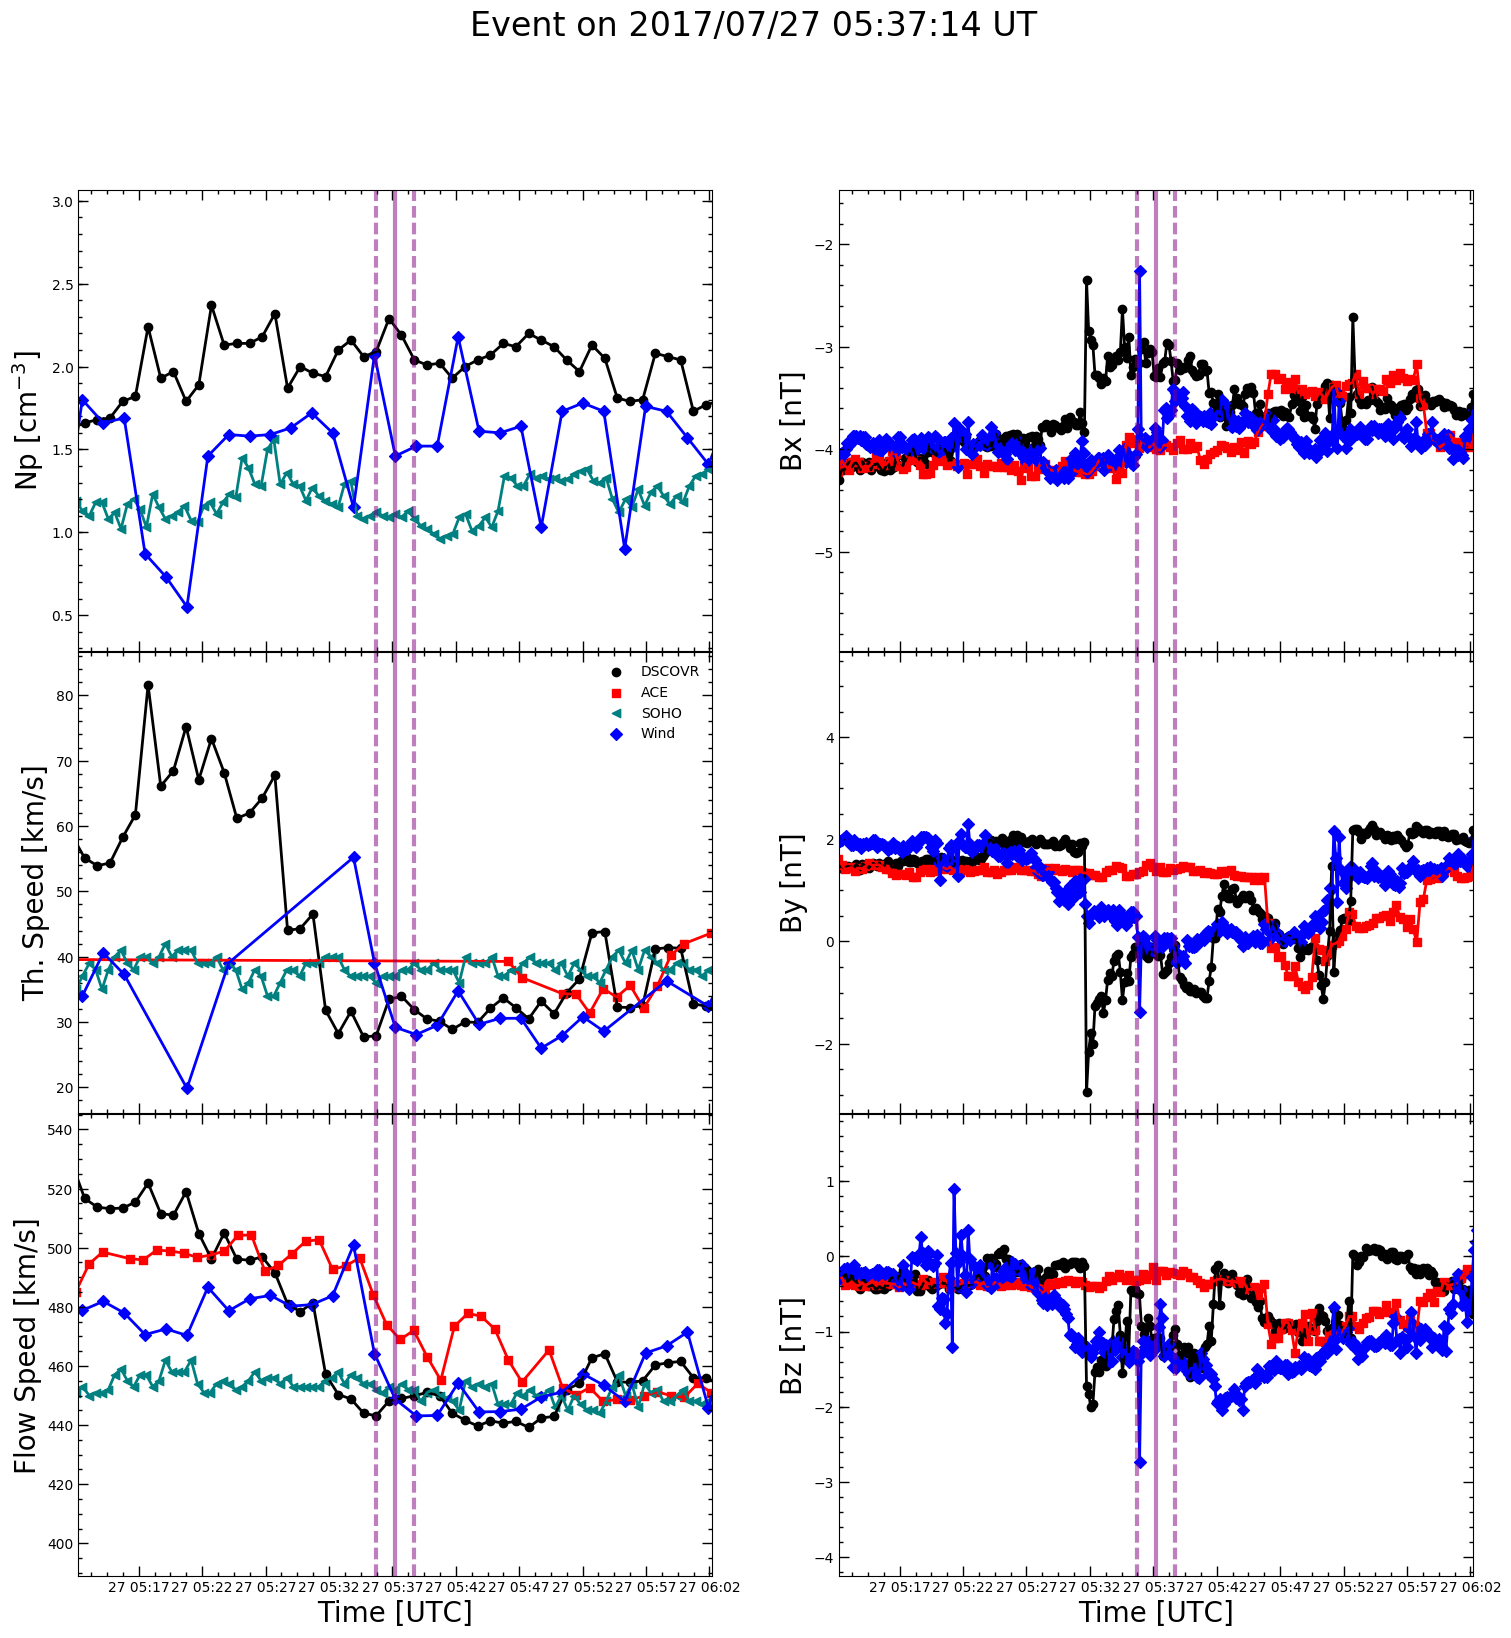 Event on 2017/07/27 05:37:14 UT
3.0
2.5
2.0
1.5
1.0
0.5
Np [cm⁻³]
−2
−3
−4
−5
Bx [nT]
80
70
60
50
40
30
20
Th. Speed [km/s]
DSCOVR
ACE
SOHO
Wind
4
2
0
−2
By [nT]
540
520
500
480
460
440
420
400
Flow Speed [km/s]
1
0
−1
−2
−3
−4
Bz [nT]
27 05:17 27 05:22 27 05:27 27 05:32 27 05:37 27 05:42 27 05:47 27 05:52 27 05:57 27 06:02
Time [UTC]
27 05:17 27 05:22 27 05:27 27 05:32 27 05:37 27 05:42 27 05:47 27 05:52 27 05:57 27 06:02
Time [UTC]